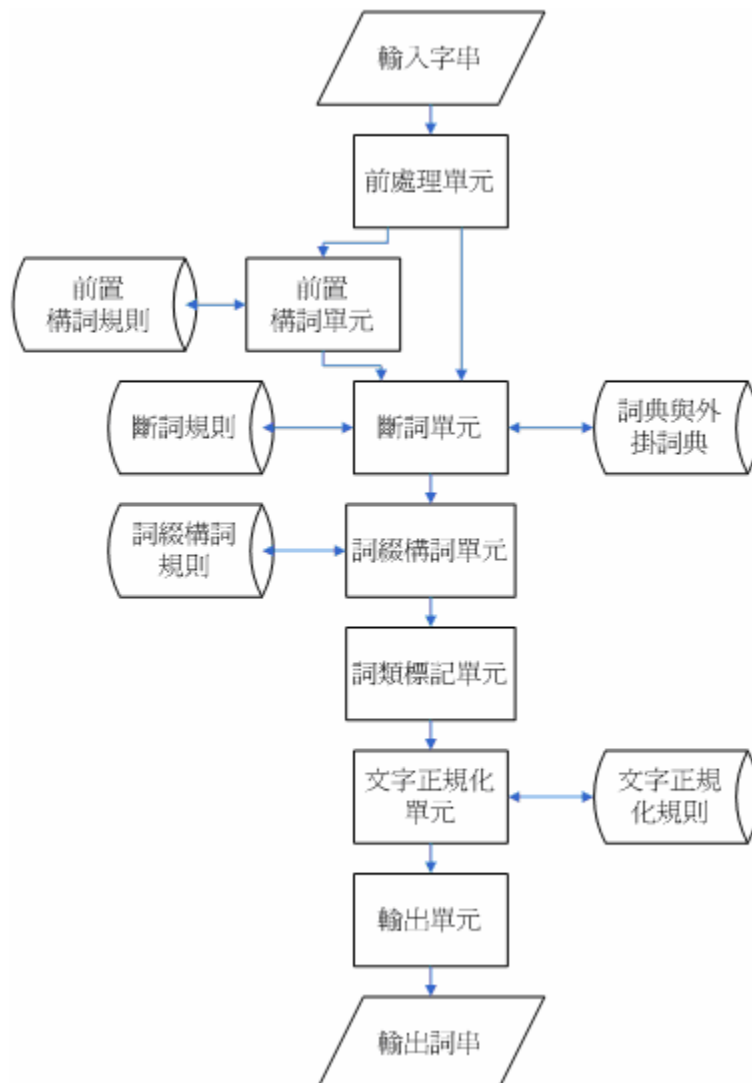 輸入字串
前處理單元
前置
構詞規則
前置
構詞單元
斷詞規則
斷詞單元
詞典與外
掛詞典
詞綴構詞
規則
詞綴構詞單元
詞類標記單元
文字正規化
單元
文字正規
化規則
輸出單元
輸出詞串